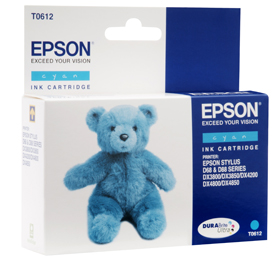 T0612
EPSON
EXCEED YOUR VISION
cyan
INK CARTRIDGE
EPSON
EXCEED YOUR VISION
cyan
INK CARTRIDGE
PRINTER:
EPSON STYLUS
D68 & D88 SERIES
DX3800/DX3850/DX4200
DX4800/DX4850
DURABrite
Ultra
T0612